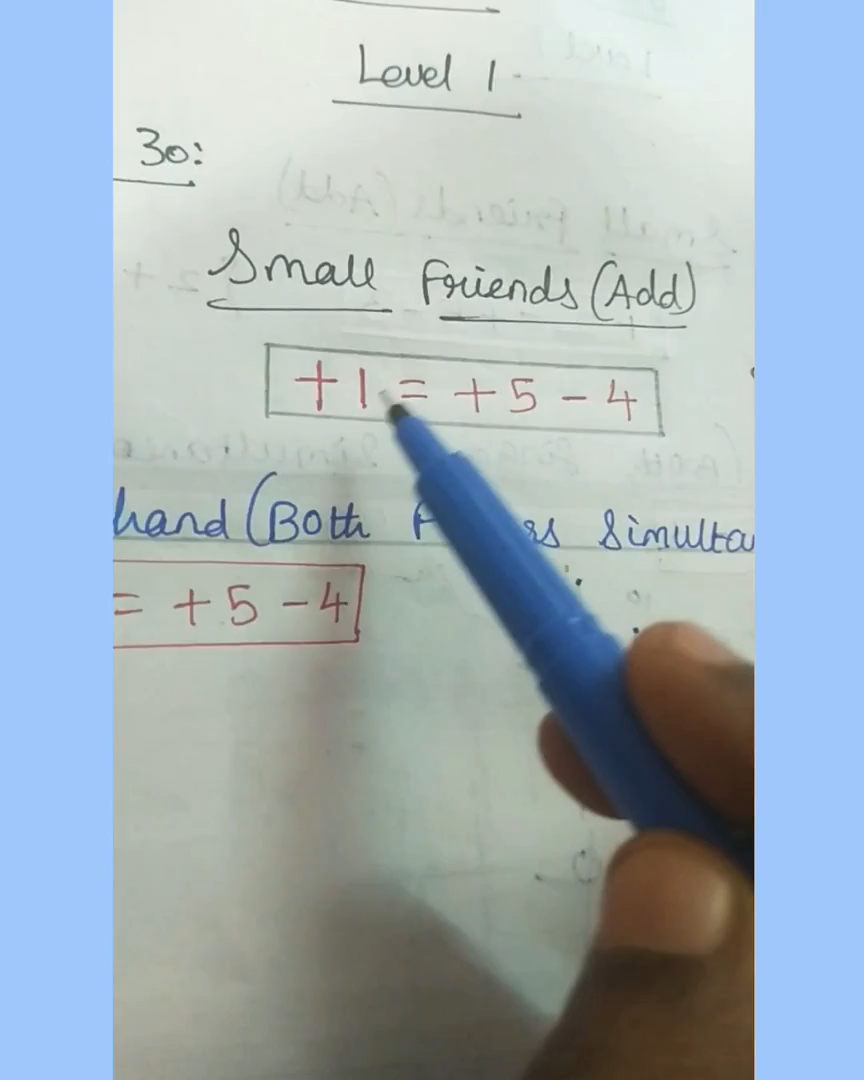 Level 1
30:
Small Friends (Add)
+1 = +5 - 4
hand (Both
= +5 - 4